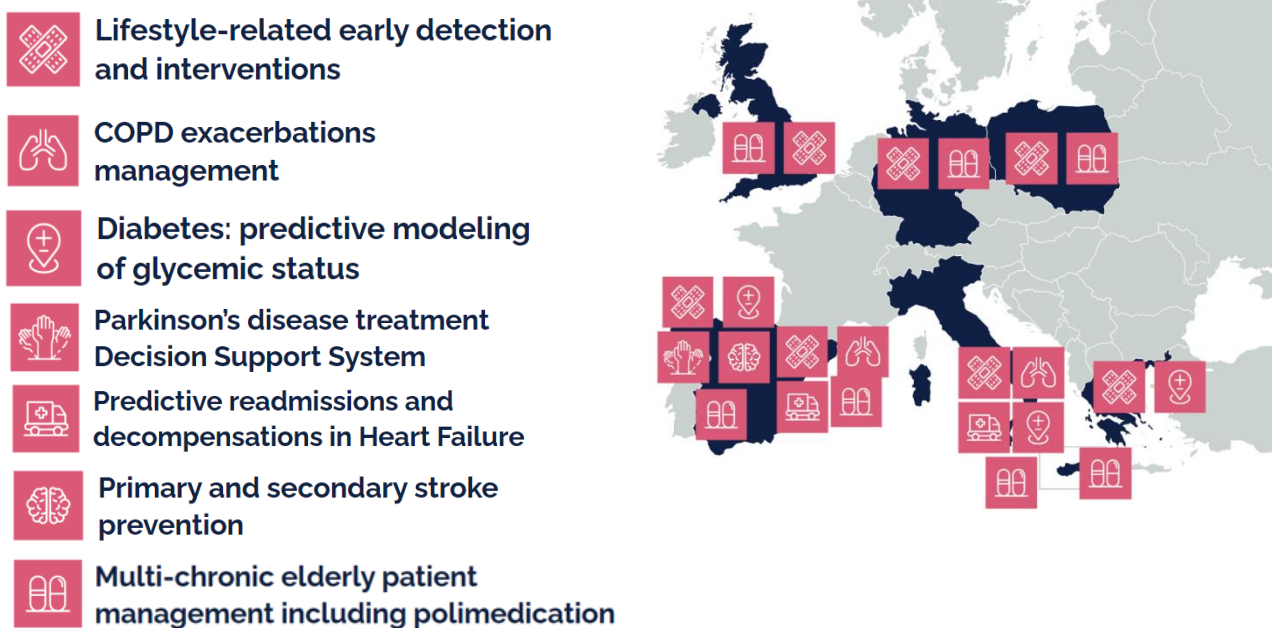 Lifestyle-related early detection
and interventions
COPD exacerbations
management
Diabetes: predictive modeling
of glycemic status
Parkinson’s disease treatment
Decision Support System
Predictive readmissions and
decompensations in Heart Failure
Primary and secondary stroke
prevention
Multi-chronic elderly patient
management including polimedication